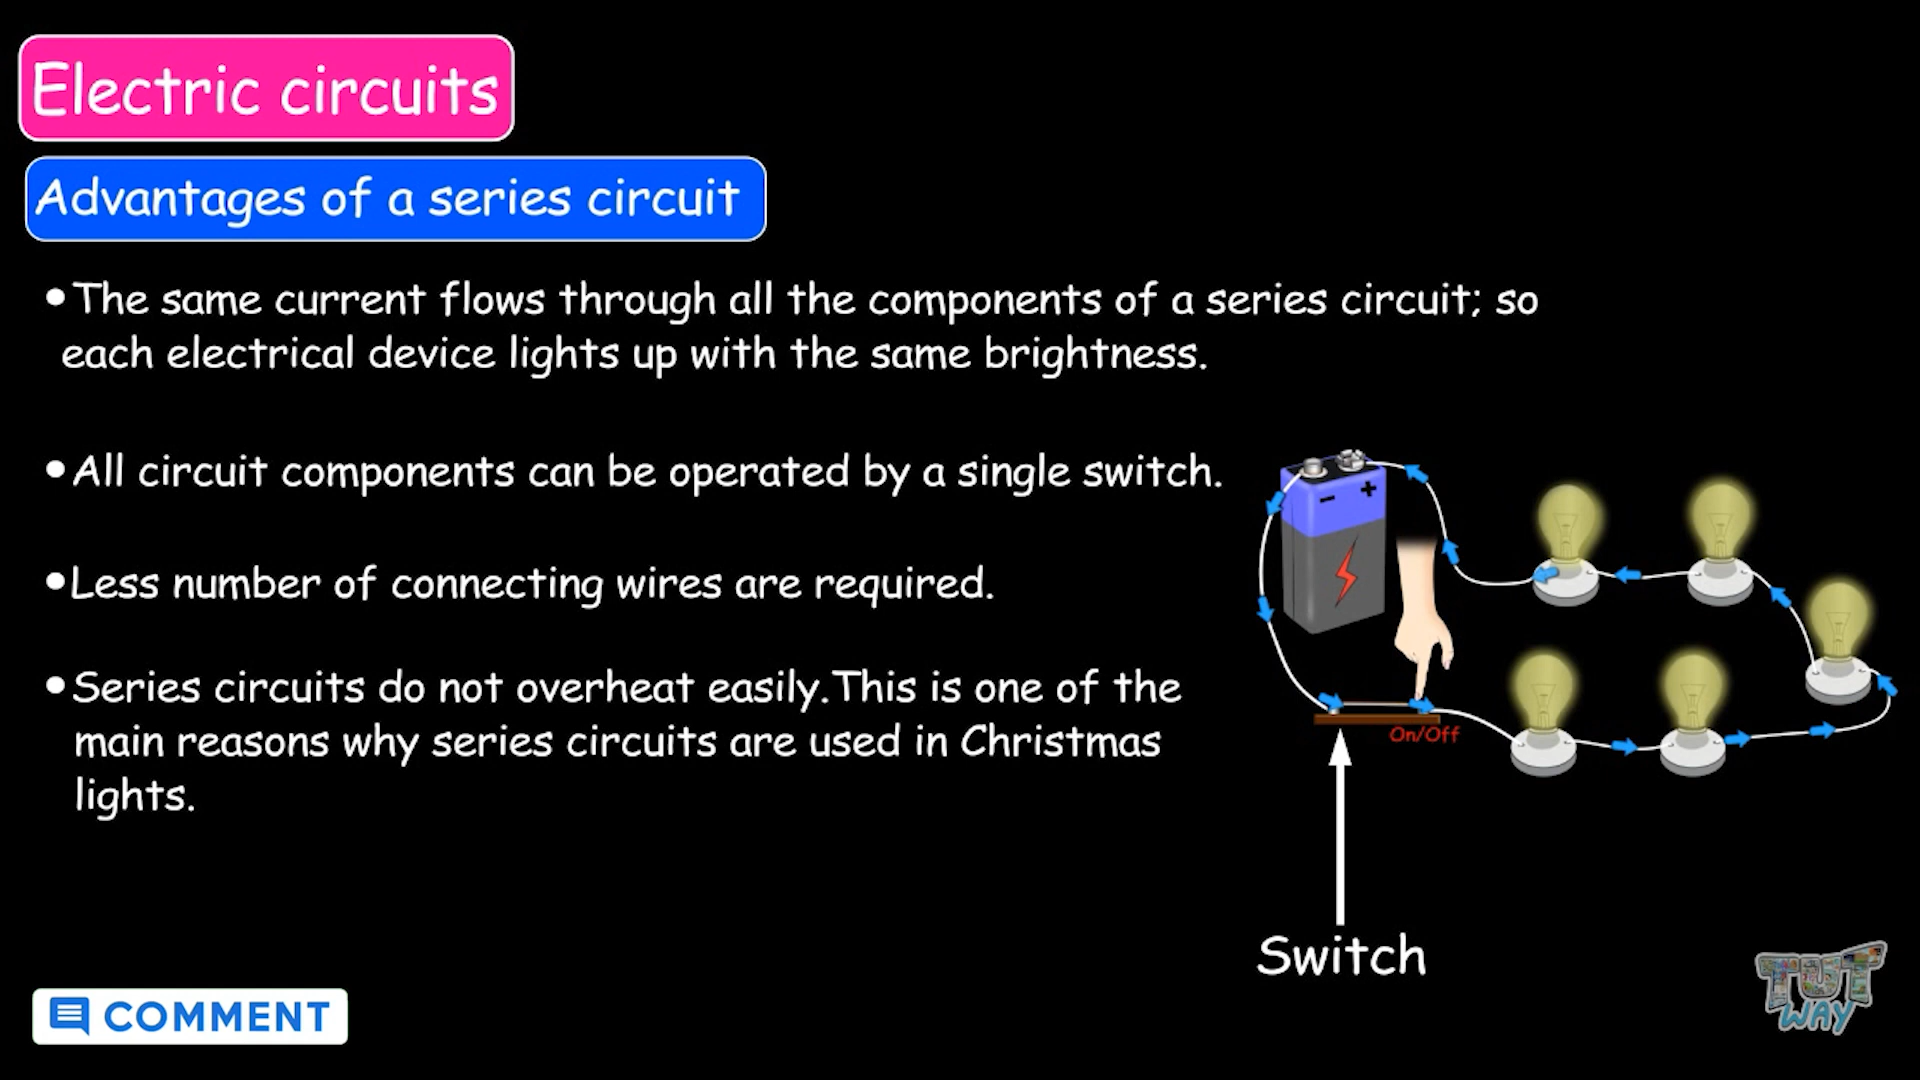 Electric circuits
Advantages of a series circuit
•The same current flows through all the components of a series circuit; so
each electrical device lights up with the same brightness.
•All circuit components can be operated by a single switch.
•Less number of connecting wires are required.
•Series circuits do not overheat easily.This is one of the
main reasons why series circuits are used in Christmas
lights.
- +
On/Off
Switch
COMMENT
TUT
WAY